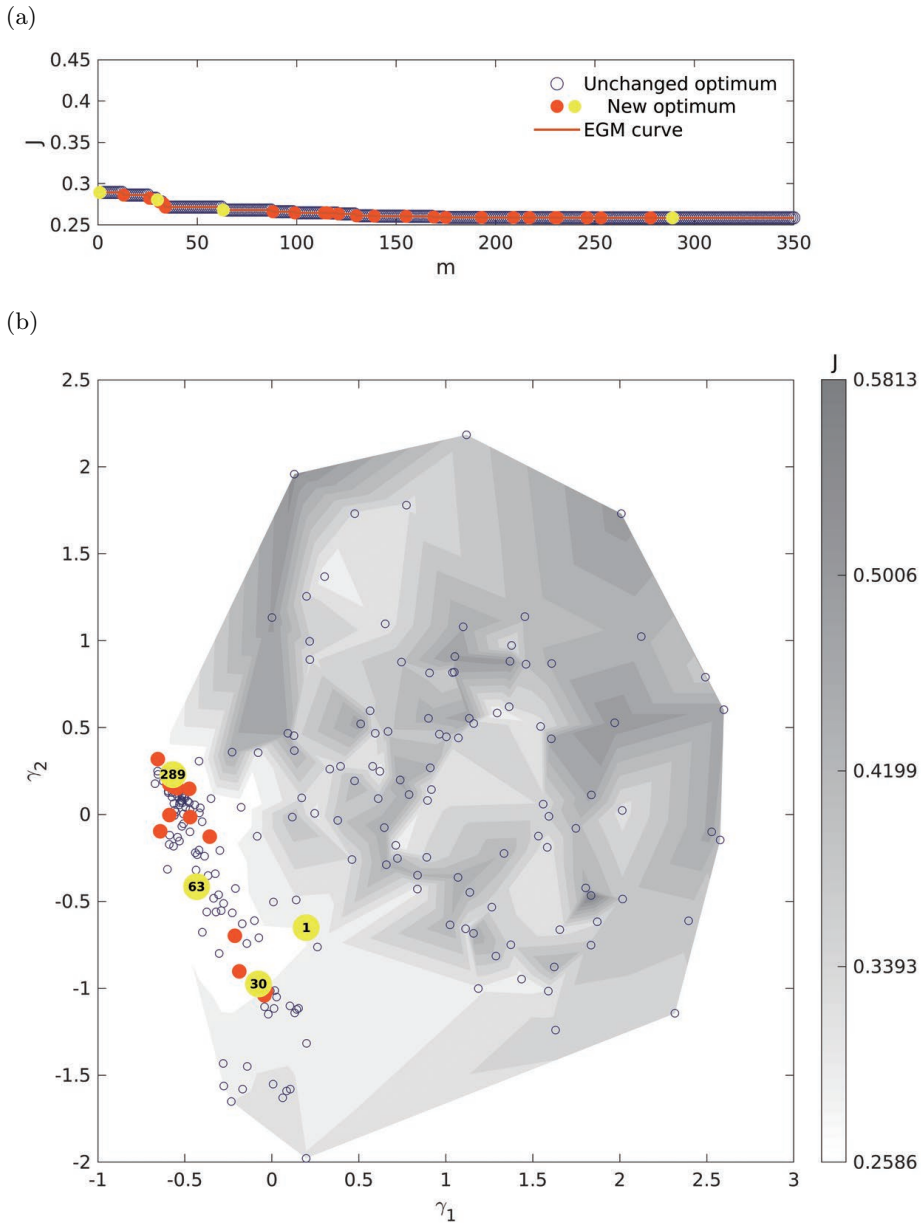 (a)
0.45
0.4
0.35
0.3
0.25
J
Unchanged optimum
New optimum
EGM curve
0 50 100 150 200 250 300 350
m
(b)
J
2.5
2
1.5
1
0.5
0
-0.5
-1
-1.5
-2
γ2
289
63
1
30
-1 -0.5 0 0.5 1 1.5 2 2.5 3
γ1
0.5813
0.5006
0.4199
0.3393
0.2586